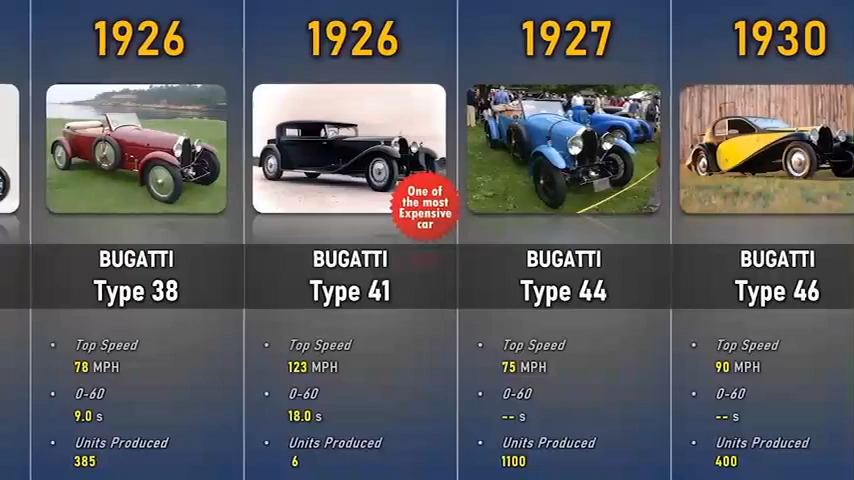 1926
BUGATTI
Type 38
• Top Speed
78 MPH
• 0-60
9.0 s
• Units Produced
385
1926
One of
the most
Expensive
car
BUGATTI
Type 41
• Top Speed
123 MPH
• 0-60
18.0 s
• Units Produced
6
1927
BUGATTI
Type 44
• Top Speed
75 MPH
• 0-60
-- s
• Units Produced
1100
1930
BUGATTI
Type 46
• Top Speed
90 MPH
• 0-60
-- s
• Units Produced
400